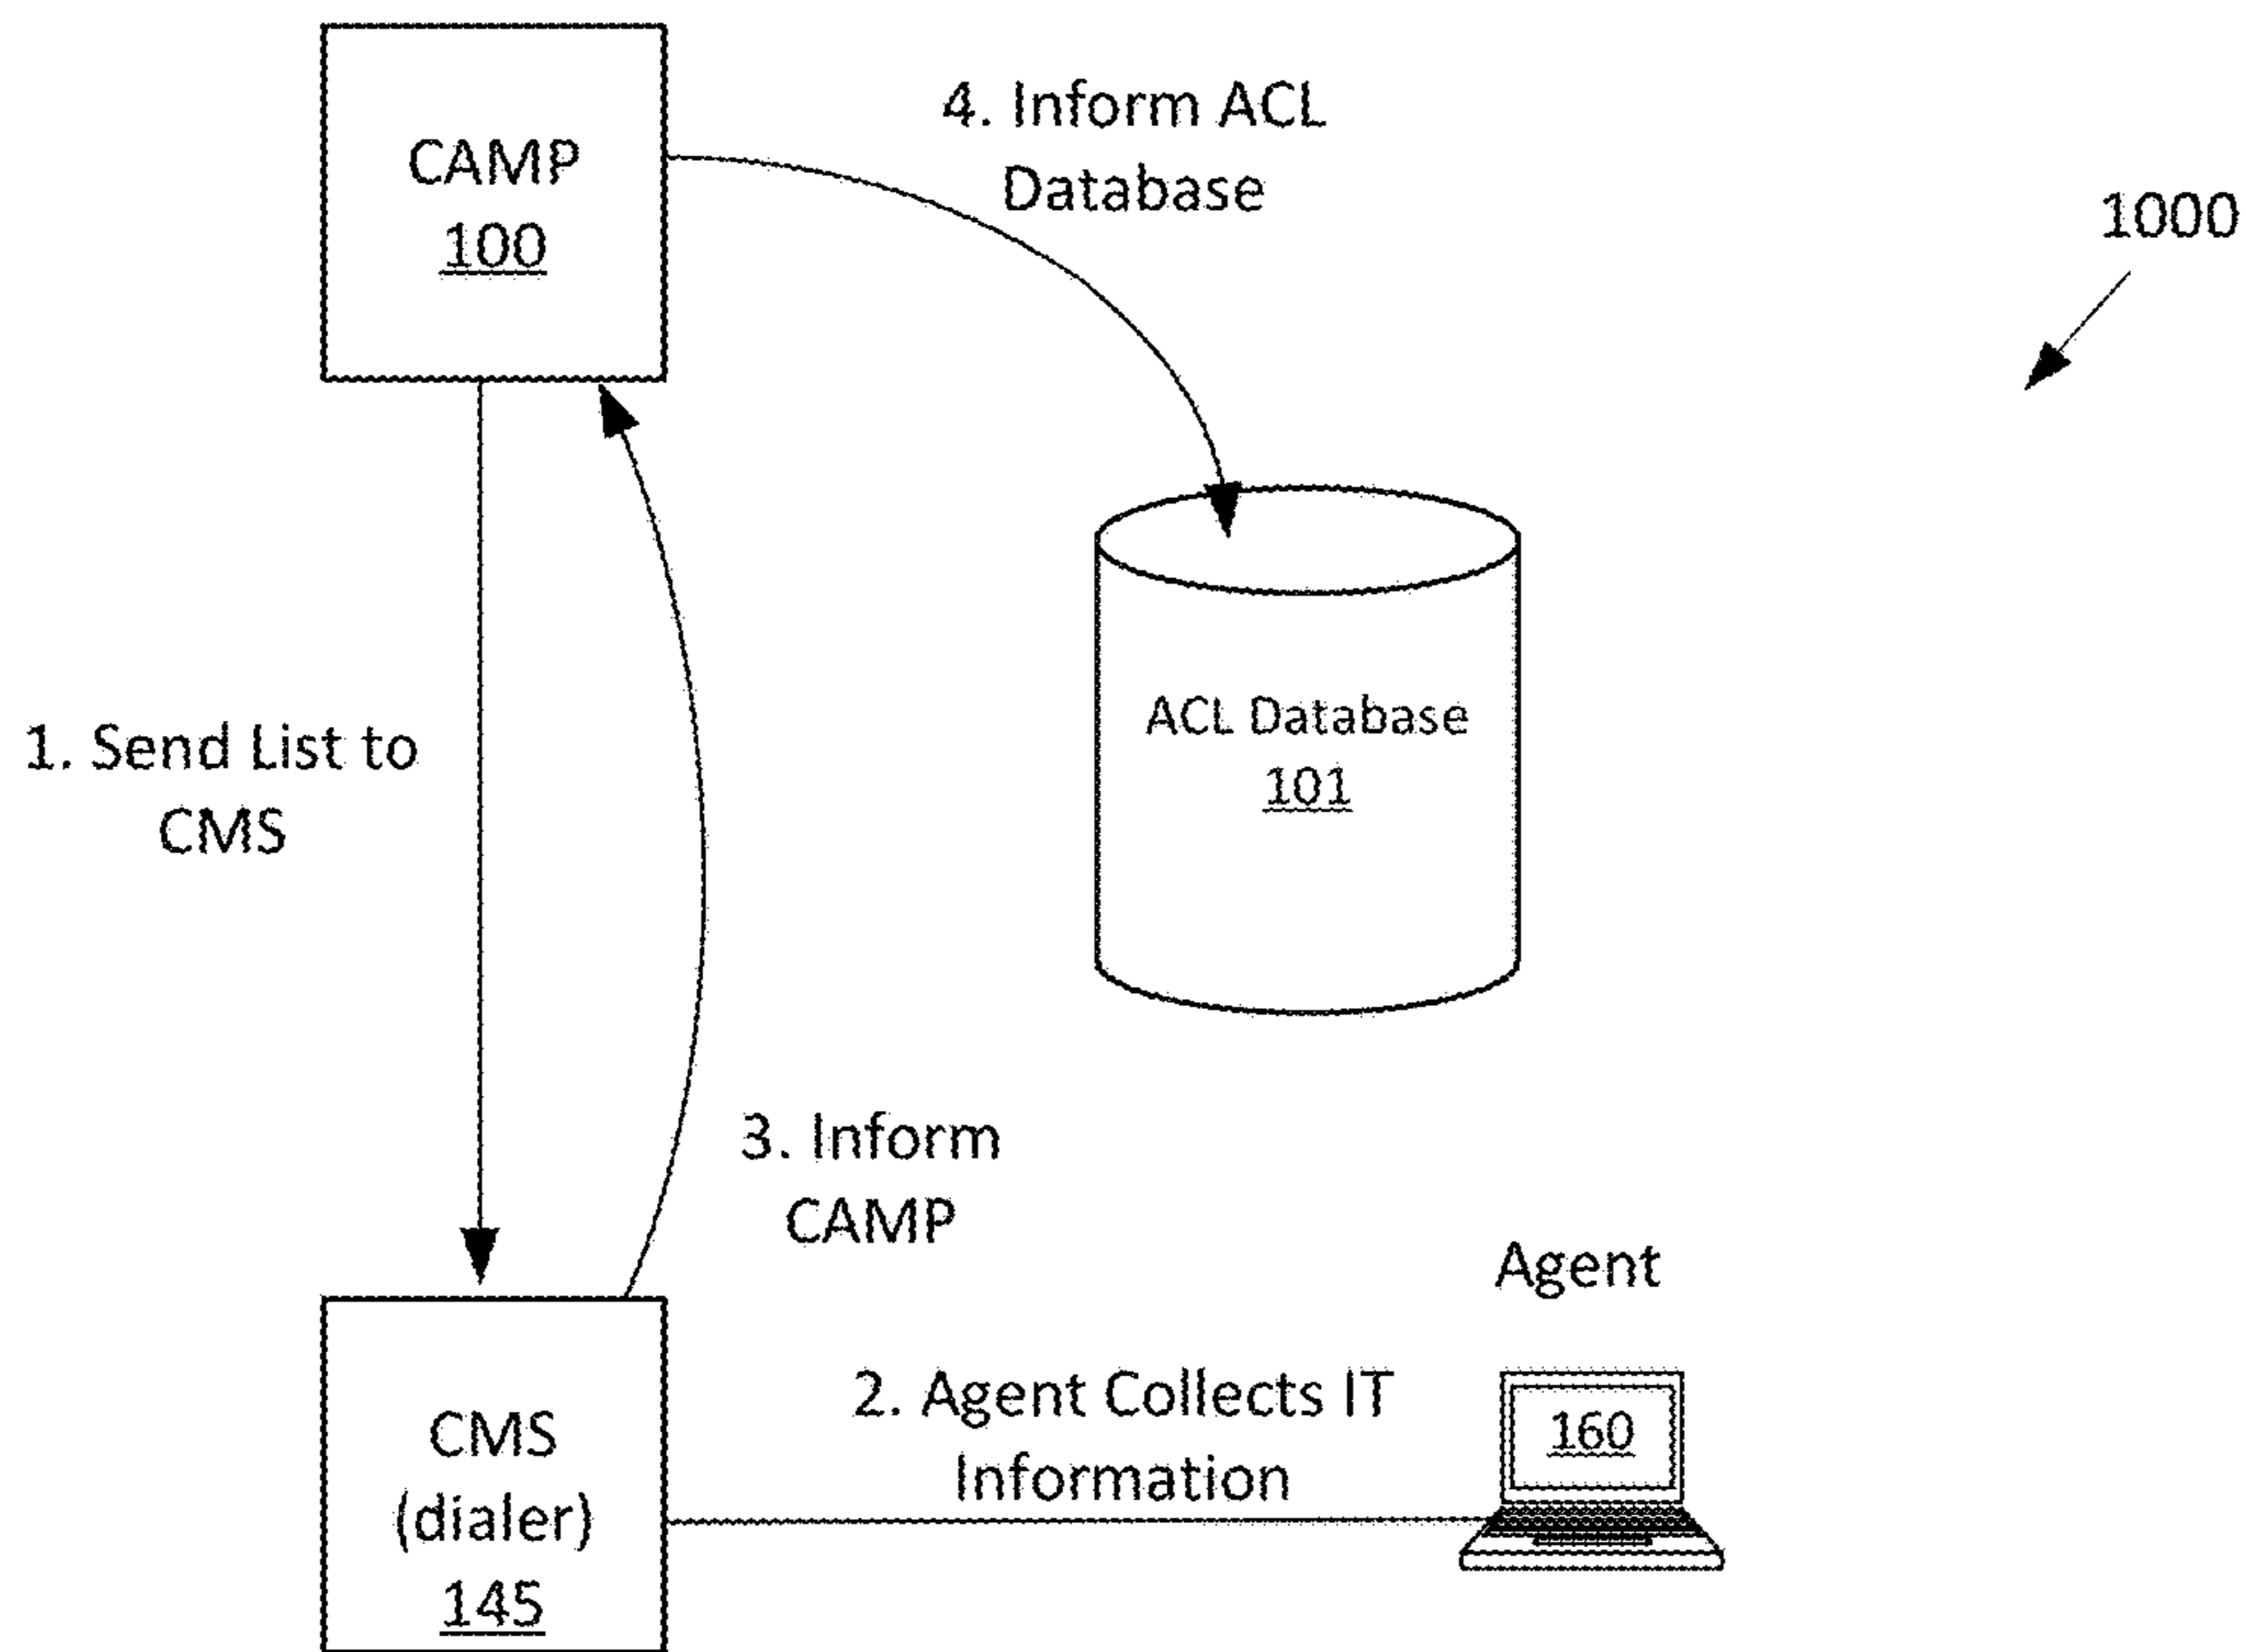 CAMP
100
4. Inform ACL
Database
1000
ACL Database
101
1. Send List to
CMS
3. Inform
CAMP
Agent
2. Agent Collects IT
Information
160
CMS
(dialer)
145